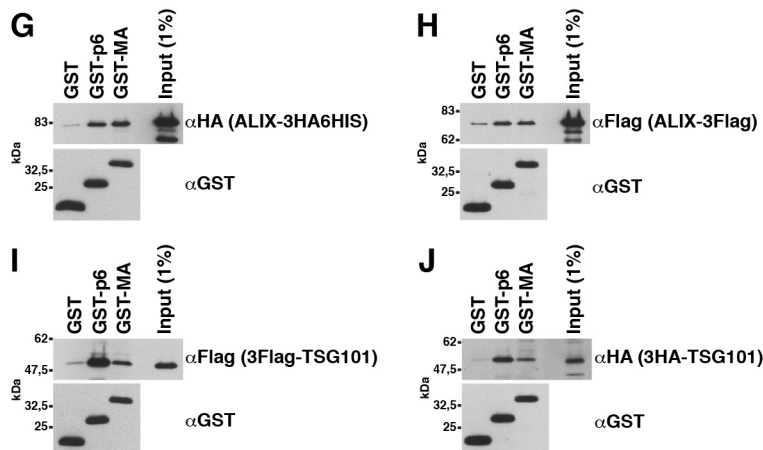 G
GST
GST-p6
GST-MA
Input (1%)
83-
αHA (ALIX-3HA6HIS)
kDa
32,5-
25-
αGST
H
GST
GST-p6
GST-MA
Input (1%)
83-
62-
αFlag (ALIX-3Flag)
kDa
32,5-
25-
αGST
I
GST
GST-p6
GST-MA
Input (1%)
62-
47,5-
αFlag (3Flag-TSG101)
kDa
32,5-
25-
αGST
J
GST
GST-p6
GST-MA
Input (1%)
62-
47,5-
αHA (3HA-TSG101)
kDa
32,5-
25-
αGST